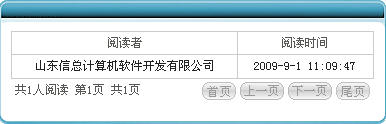 阅读者 阅读时间
山东信总计算机软件开发有限公司 2009-9-1 11:09:47
共1人阅读 第1页 共1页 首页 上一页 下一页 尾页